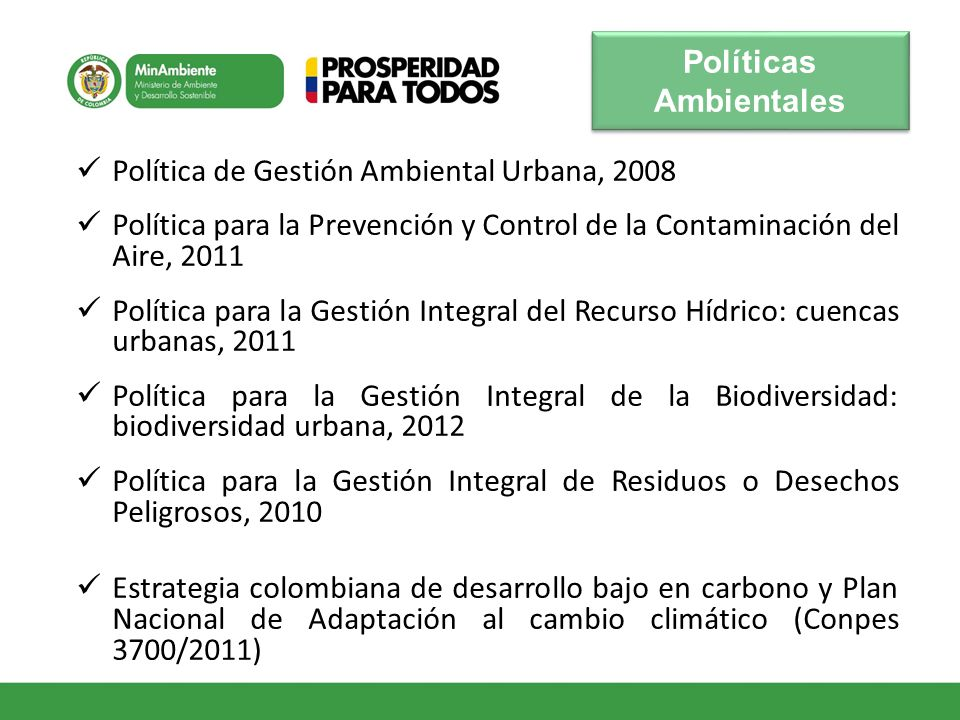 REPÚBLICA
DE COLOMBIA
MinAmbiente
Ministerio de Ambiente
y Desarrollo Sostenible
PROSPERIDAD
PARA TODOS
Políticas
Ambientales
✓ Política de Gestión Ambiental Urbana, 2008
✓ Política para la Prevención y Control de la Contaminación del
Aire, 2011
✓ Política para la Gestión Integral del Recurso Hídrico: cuencas
urbanas, 2011
✓ Política para la Gestión Integral de la Biodiversidad:
biodiversidad urbana, 2012
✓ Política para la Gestión Integral de Residuos o Desechos
Peligrosos, 2010
✓ Estrategia colombiana de desarrollo bajo en carbono y Plan
Nacional de Adaptación al cambio climático (Conpes
3700/2011)